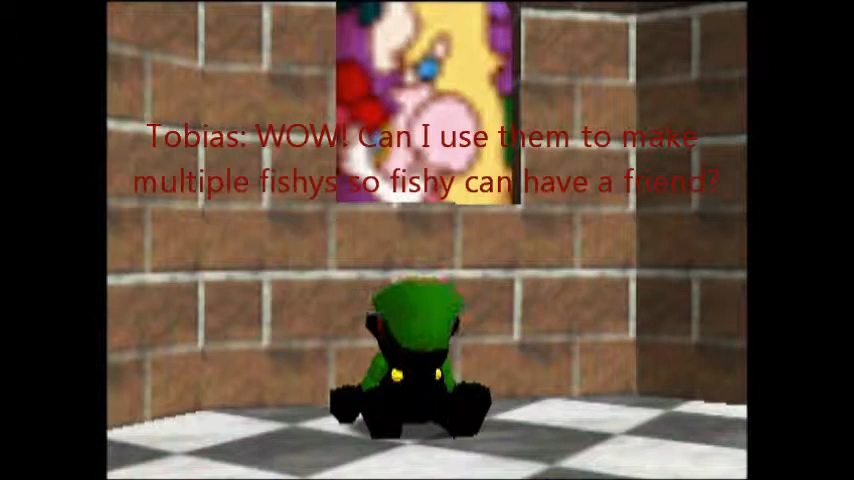 Tobias: WOW! Can I use them to make
multiple fishys so fishy can have a friend?